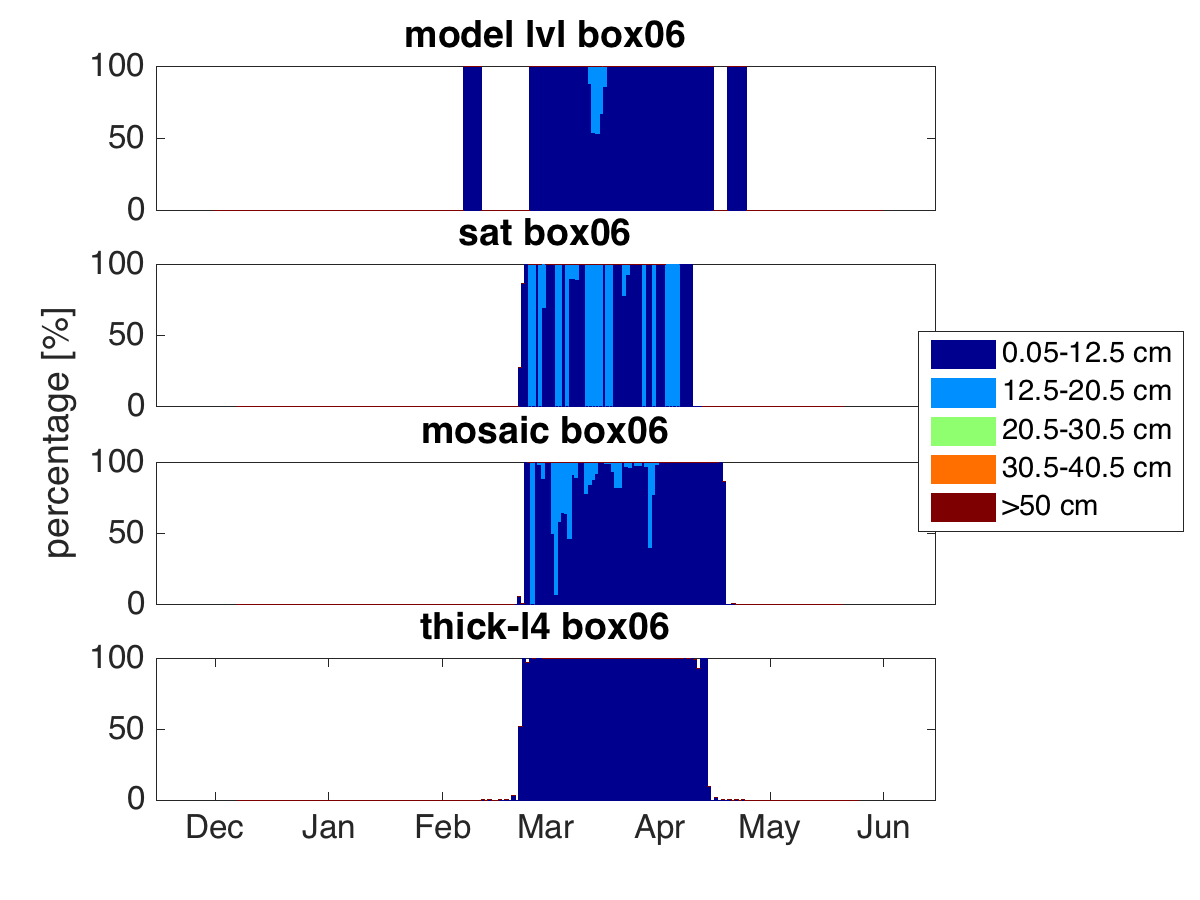 model lvl box06
100
50
0
sat box06
100
50
0
mosaic box06
100
50
0
thick-l4 box06
100
50
0
Dec Jan Feb Mar Apr May Jun
percentage [%]
0.05-12.5 cm
12.5-20.5 cm
20.5-30.5 cm
30.5-40.5 cm
>50 cm